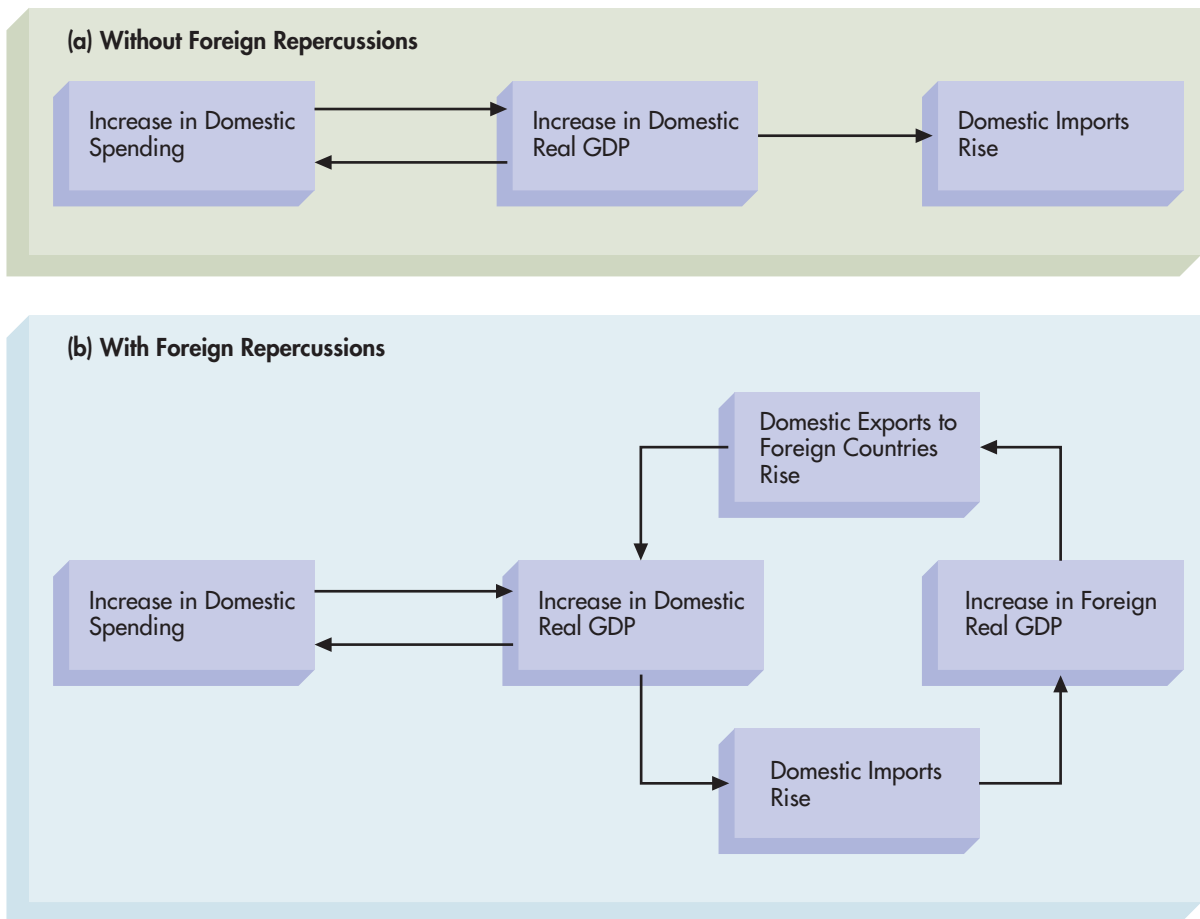 (a) Without Foreign Repercussions
Increase in Domestic
Spending
Increase in Domestic
Real GDP
Domestic Imports
Rise
(b) With Foreign Repercussions
Domestic Exports to
Foreign Countries
Rise
Increase in Domestic
Spending
Increase in Domestic
Real GDP
Increase in Foreign
Real GDP
Domestic Imports
Rise